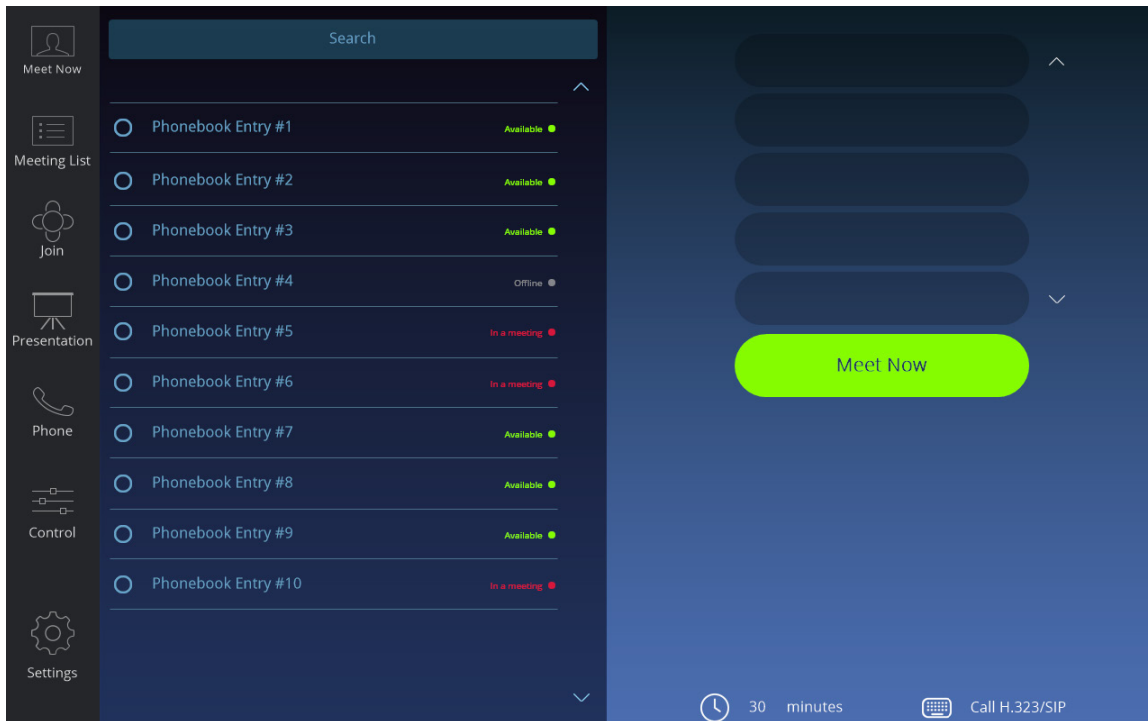 Meet Now
Meeting List
Join
Presentation
Phone
Control
Settings
Search
Phonebook Entry #1 Available
Phonebook Entry #2 Available
Phonebook Entry #3 Available
Phonebook Entry #4 Offline
Phonebook Entry #5 In a meeting
Phonebook Entry #6 In a meeting
Phonebook Entry #7 Available
Phonebook Entry #8 Available
Phonebook Entry #9 Available
Phonebook Entry #10 In a meeting
Meet Now
30 minutes
Call H.323/SIP